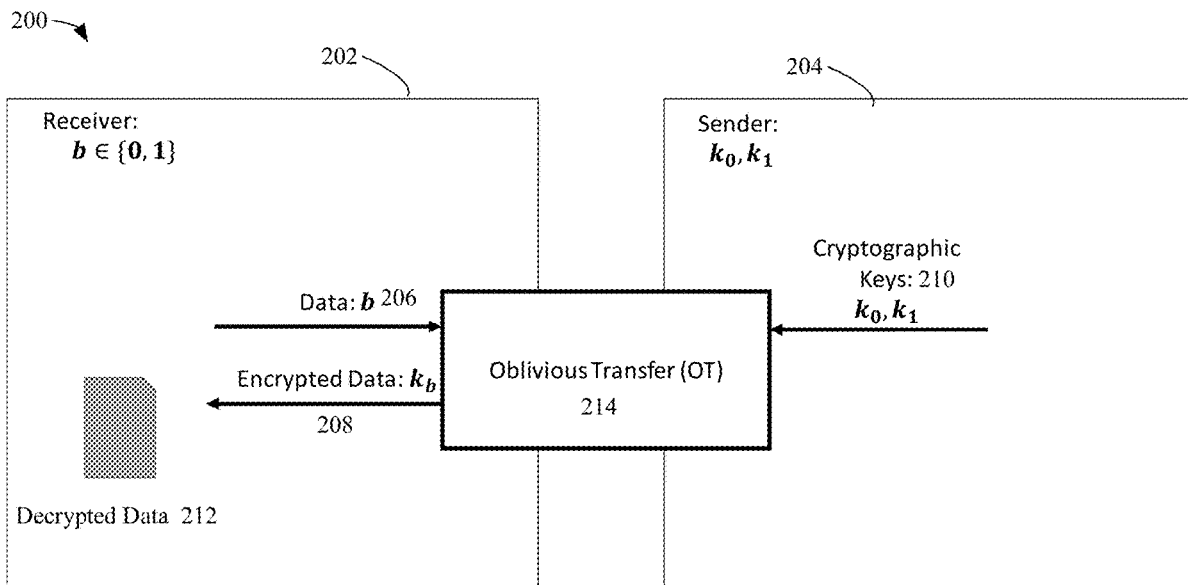 200
202
204
Receiver:
b ∈ {0, 1}
Sender:
k₀, k₁
Cryptographic
Keys: 210
k₀, k₁
Data: b 206
Encrypted Data: k_b
208
Oblivious Transfer (OT)
214
Decrypted Data 212